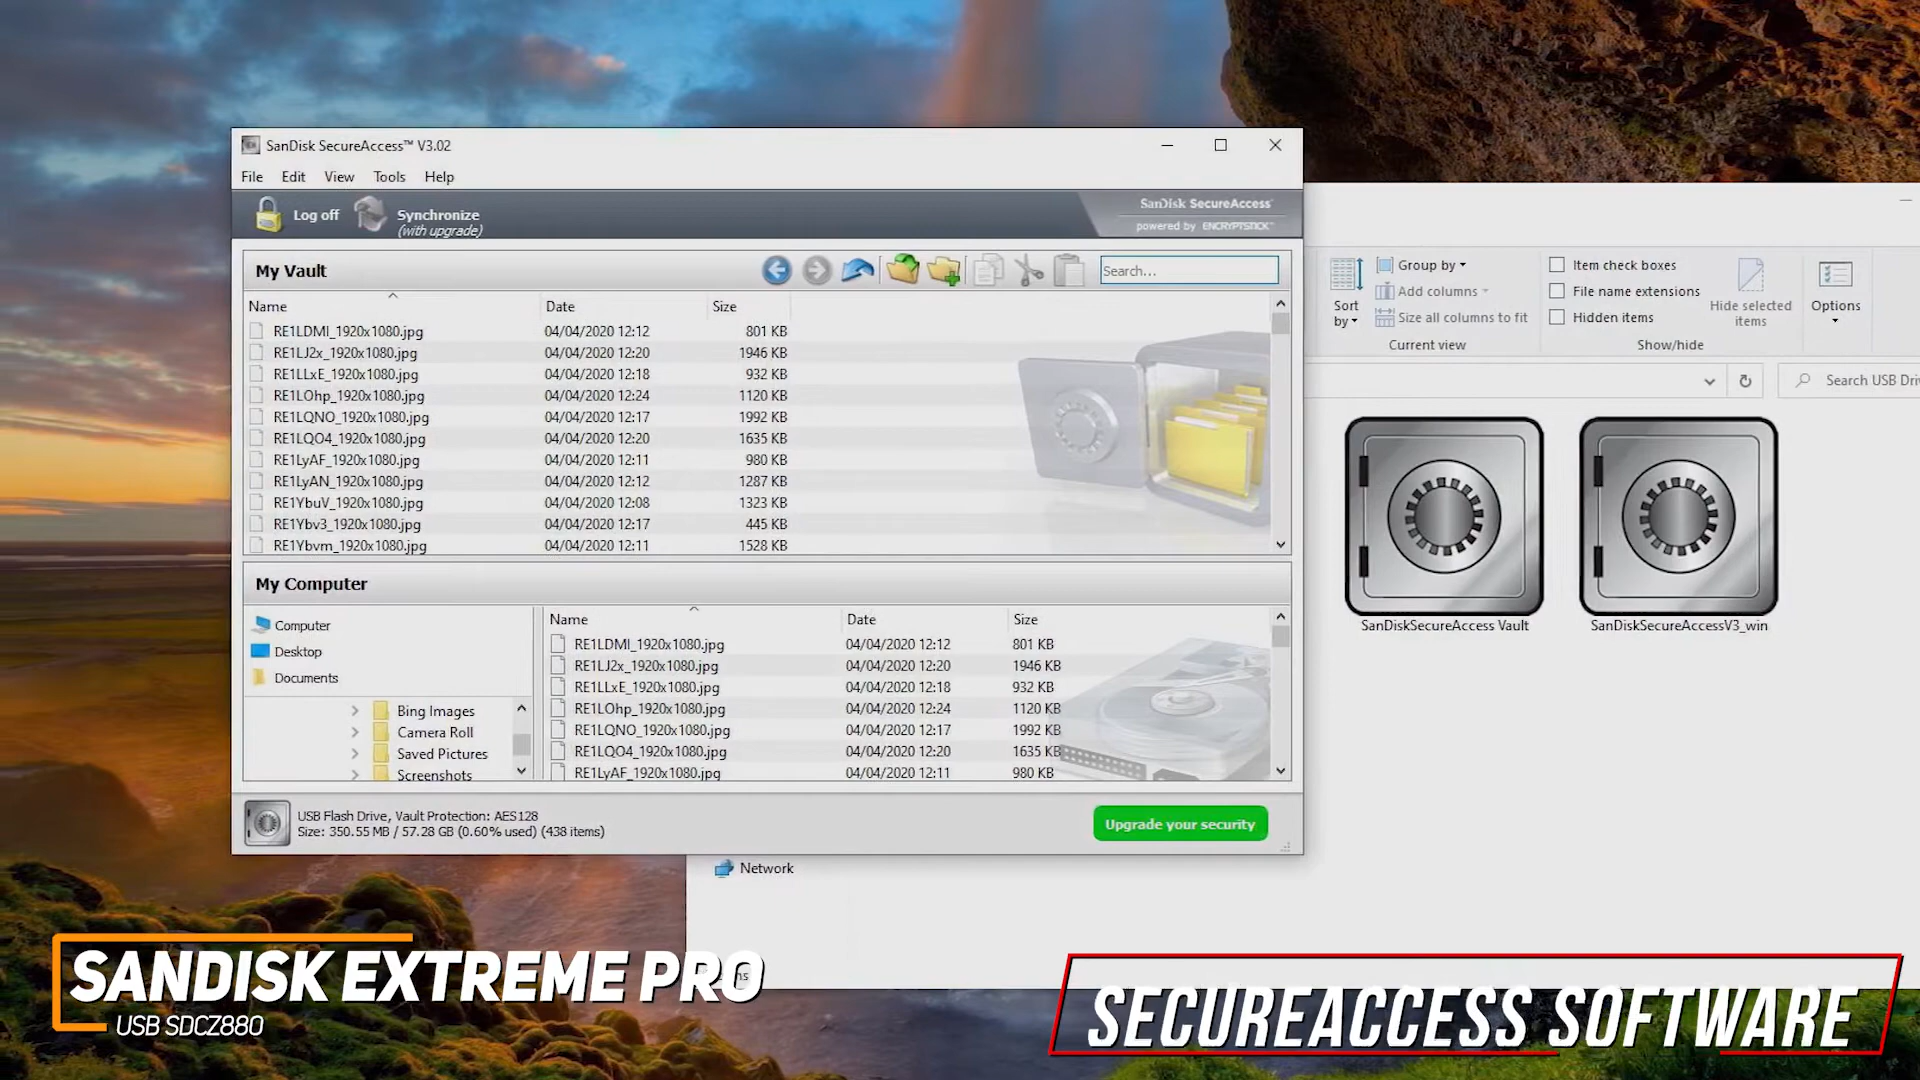 SanDisk SecureAccess™ V3.02
File Edit View Tools Help
Log off Synchronize
(with upgrade)
SanDisk SecureAccess™
powered by ENCRYPTSTICK™
My Vault Search...
Name Date Size
RE1LDMI_1920x1080.jpg 04/04/2020 12:12 801 KB
RE1LJ2x_1920x1080.jpg 04/04/2020 12:20 1946 KB
RE1LLxE_1920x1080.jpg 04/04/2020 12:18 932 KB
RE1LOhp_1920x1080.jpg 04/04/2020 12:24 1120 KB
RE1LQNO_1920x1080.jpg 04/04/2020 12:17 1992 KB
RE1LQO4_1920x1080.jpg 04/04/2020 12:20 1635 KB
RE1LyAF_1920x1080.jpg 04/04/2020 12:11 980 KB
RE1LyAN_1920x1080.jpg 04/04/2020 12:12 1287 KB
RE1YbuV_1920x1080.jpg 04/04/2020 12:08 1323 KB
RE1Ybv3_1920x1080.jpg 04/04/2020 12:17 445 KB
RE1Ybvm_1920x1080.jpg 04/04/2020 12:11 1528 KB
My Computer
Computer
Desktop
Documents
Bing Images
Camera Roll
Saved Pictures
Screenshots
Name Date Size
RE1LDMI_1920x1080.jpg 04/04/2020 12:12 801 KB
RE1LJ2x_1920x1080.jpg 04/04/2020 12:20 1946 KB
RE1LLxE_1920x1080.jpg 04/04/2020 12:18 932 KB
RE1LOhp_1920x1080.jpg 04/04/2020 12:24 1120 KB
RE1LQNO_1920x1080.jpg 04/04/2020 12:17 1992 KB
RE1LQO4_1920x1080.jpg 04/04/2020 12:20 1635 KB
RE1LyAF_1920x1080.jpg 04/04/2020 12:11 980 KB
USB Flash Drive, Vault Protection: AES128
Size: 350.55 MB / 57.28 GB (0.60% used) (438 items)
Upgrade your security
Sort by
Group by
Add columns
Size all columns to fit
Current view
Item check boxes
File name extensions
Hidden items
Hide selected items
Show/hide
Options
Search USB Driv
SanDiskSecureAccess Vault
SanDiskSecureAccessV3_win
Network
SANDISK EXTREME PRO
USB SDCZ880
SECUREACCESS SOFTWARE